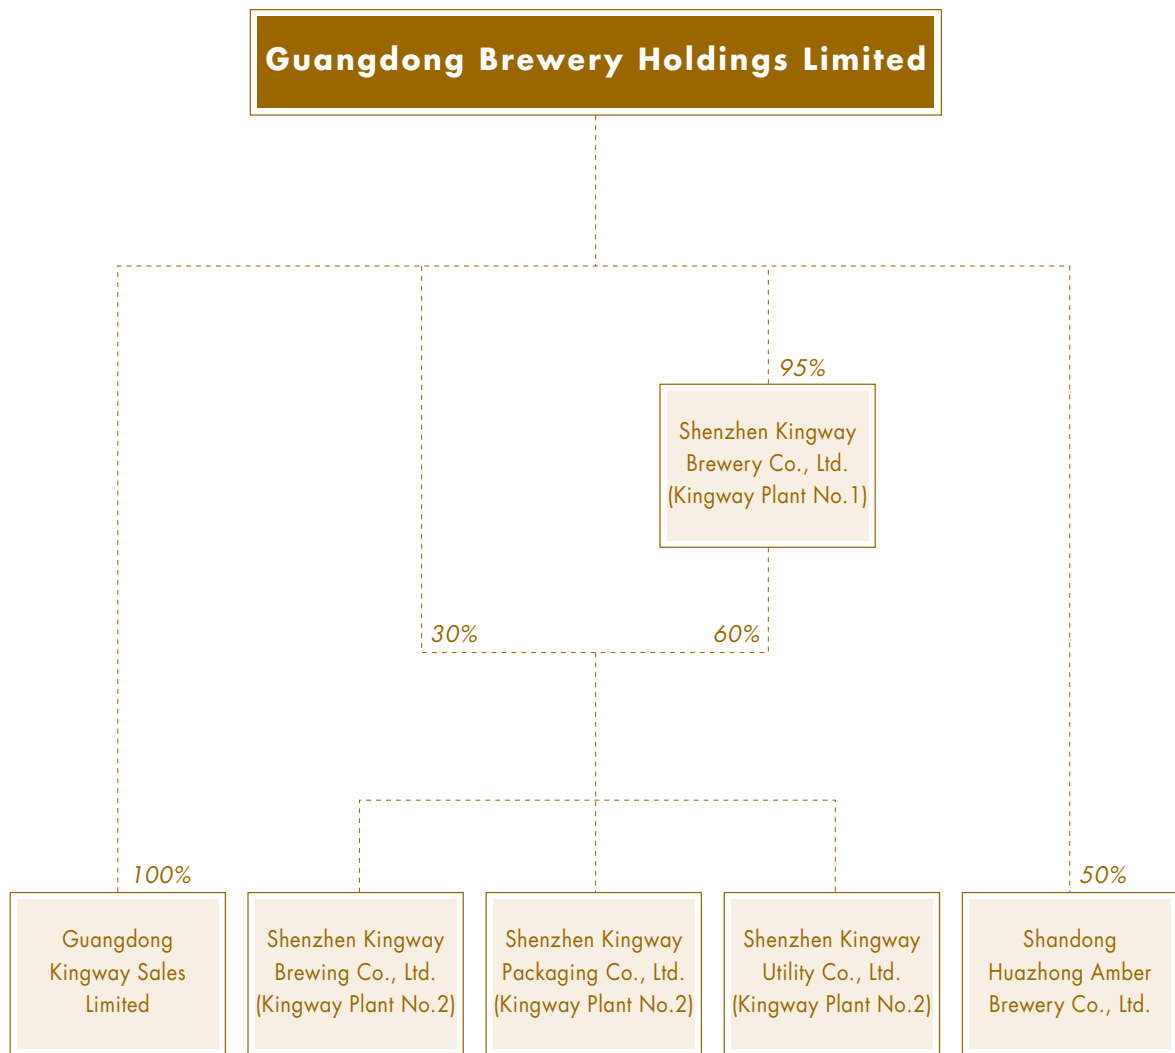 Guangdong Brewery Holdings Limited
95%
Shenzhen Kingway
Brewery Co., Ltd.
(Kingway Plant No.1)
30%
60%
100%
50%
Guangdong
Kingway Sales
Limited
Shenzhen Kingway
Brewing Co., Ltd.
(Kingway Plant No.2)
Shenzhen Kingway
Packaging Co., Ltd.
(Kingway Plant No.2)
Shenzhen Kingway
Utility Co., Ltd.
(Kingway Plant No.2)
Shandong
Huazhong Amber
Brewery Co., Ltd.